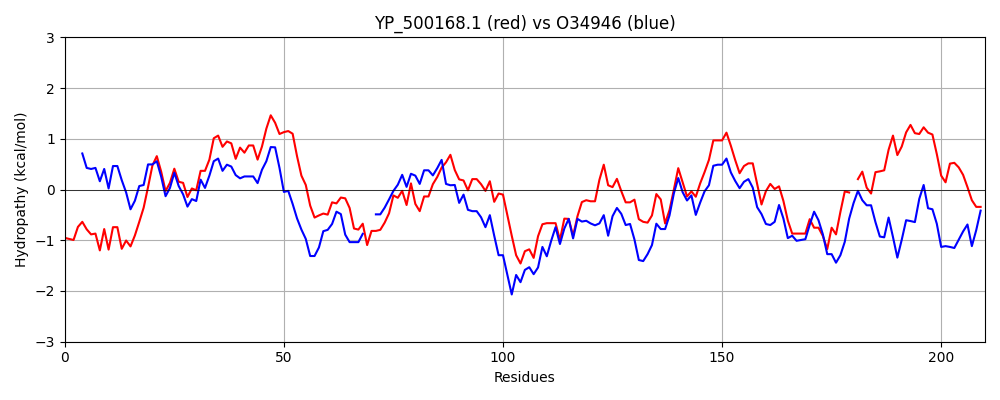 YP_500168.1 (red) vs O34946 (blue)
Hydropathy (kcal/mol)
3
2
1
0
−1
−2
−3
0 50 100 150 200
Residues